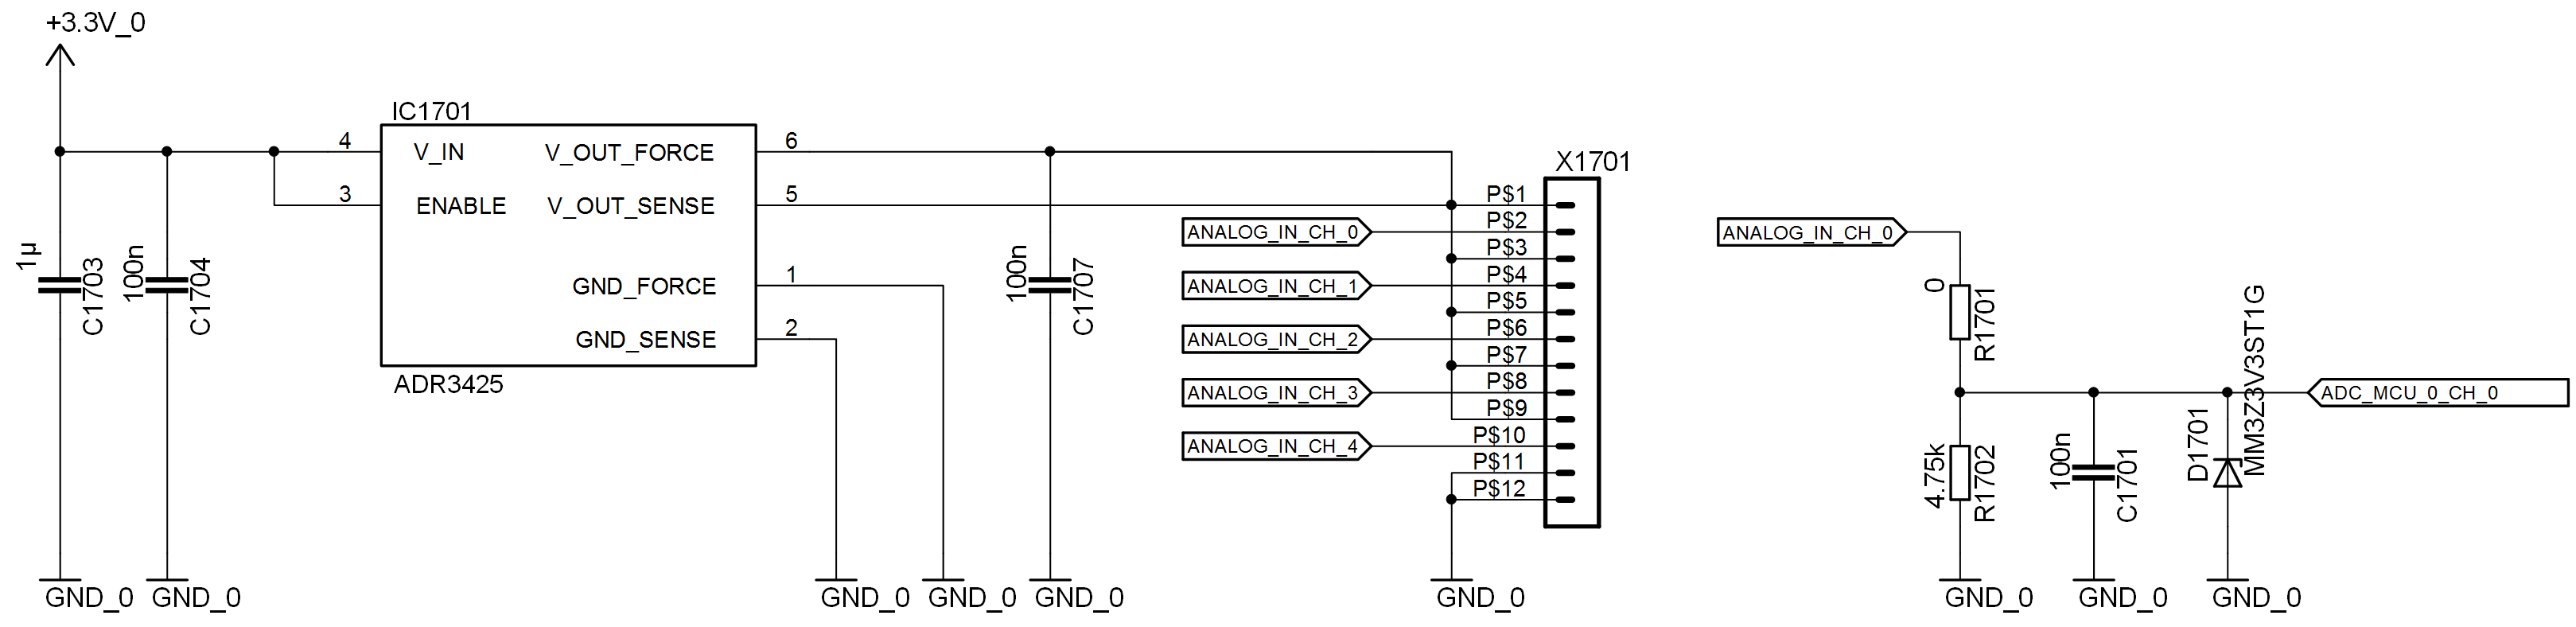 +3.3V_0
IC1701
4
V_IN
V_OUT_FORCE
6
3
ENABLE
V_OUT_SENSE
5
GND_FORCE
1
GND_SENSE
2
ADR3425
1µ
C1703
100n
C1704
100n
C1707
GND_0
GND_0
GND_0
GND_0
GND_0
X1701
P$1
ANALOG_IN_CH_0
P$2
P$3
ANALOG_IN_CH_1
P$4
P$5
ANALOG_IN_CH_2
P$6
P$7
ANALOG_IN_CH_3
P$8
P$9
ANALOG_IN_CH_4
P$10
P$11
P$12
GND_0
ANALOG_IN_CH_0
0
R1701
4.75k
R1702
100n
C1701
D1701
MM3Z3V3ST1G
ADC_MCU_0_CH_0
GND_0
GND_0
GND_0